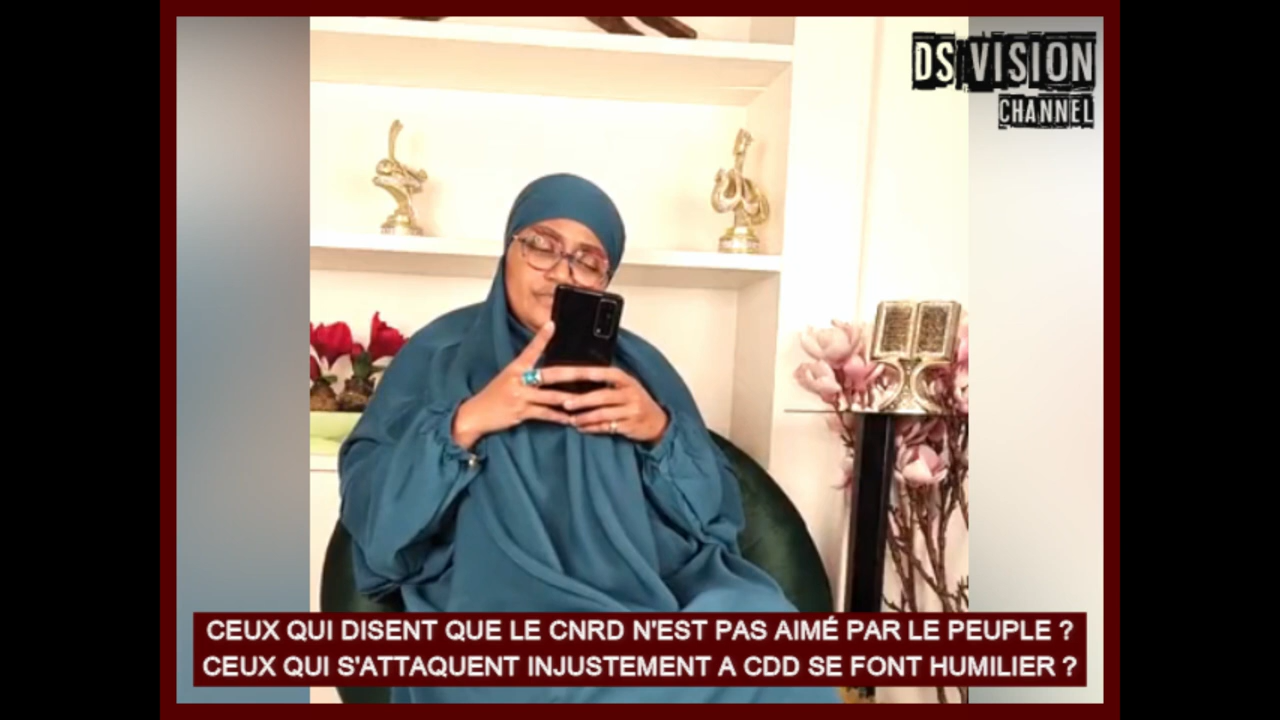 DS VISION
CHANNEL
CEUX QUI DISENT QUE LE CNRD N'EST PAS AIMÉ PAR LE PEUPLE ?
CEUX QUI S'ATTAQUENT INJUSTEMENT A CDD SE FONT HUMILIER ?